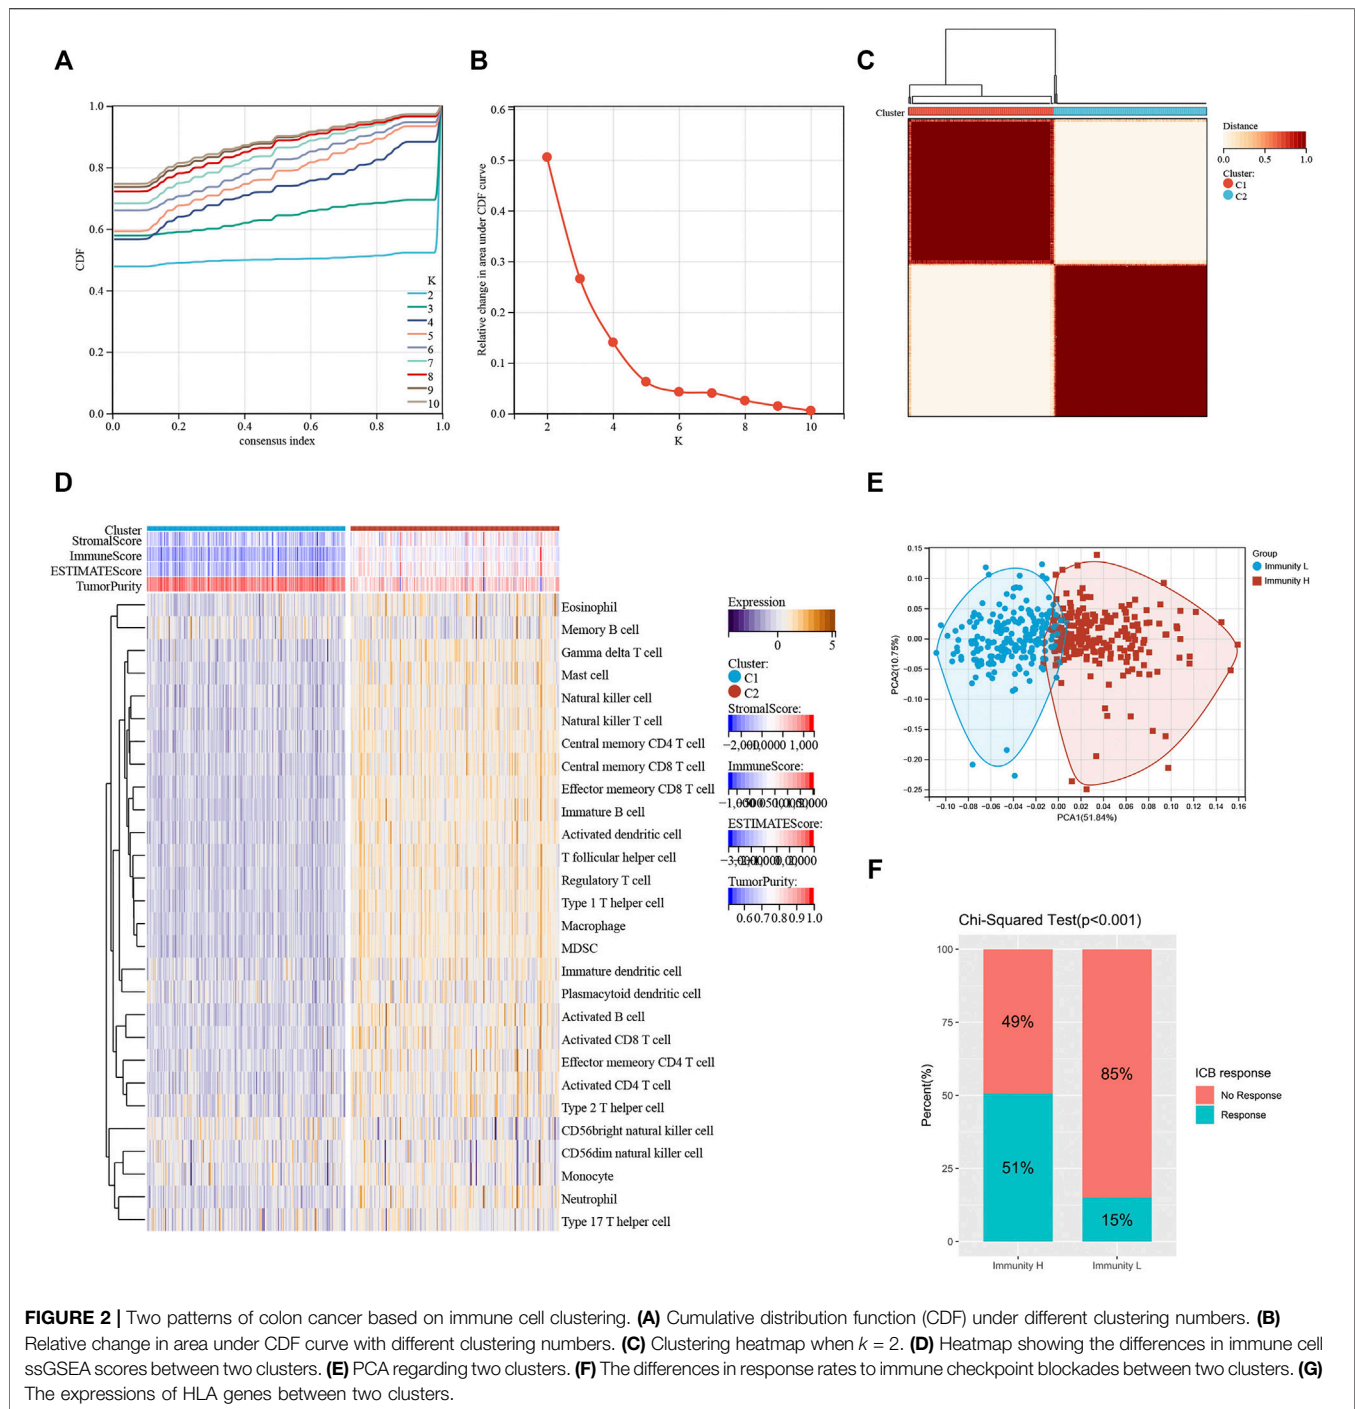 A
1.0
0.8
0.6
0.4
0.2
0.0
CDF
0.0 0.2 0.4 0.6 0.8 1.0
consensus index
K
2
3
4
5
6
7
8
9
10
B
0.6
0.5
0.4
0.3
0.2
0.1
0.0
Relative change in area under CDF curve
2 4 6 8 10
K
C
Cluster
Distance
0.0 0.5 1.0
Cluster:
C1
C2
D
Cluster
StromalScore
ImmuneScore
ESTIMATEScore
TumorPurity
Eosinophil
Memory B cell
Gamma delta T cell
Mast cell
Natural killer cell
Natural killer T cell
Central memory CD4 T cell
Central memory CD8 T cell
Effector memeory CD8 T cell
Immature B cell
Activated dendritic cell
T follicular helper cell
Regulatory T cell
Type 1 T helper cell
Macrophage
MDSC
Immature dendritic cell
Plasmacytoid dendritic cell
Activated B cell
Activated CD8 T cell
Effector memeory CD4 T cell
Activated CD4 T cell
Type 2 T helper cell
CD56bright natural killer cell
CD56dim natural killer cell
Monocyte
Neutrophil
Type 17 T helper cell
Expression
0 5
Cluster:
C1
C2
StromalScore:
1,000
ImmuneScore:
ESTIMATEScore:
TumorPurity:
0.6 0.7 0.8 0.9 1.0
E
0.15
0.10
0.05
0.00
−0.05
−0.10
−0.15
−0.20
−0.25
PCA2(10.75%)
−0.10 −0.08 −0.06 −0.04 −0.02 0.00 0.02 0.04 0.06 0.08 0.10 0.12 0.14 0.16
PCA1(51.84%)
Group
Immunity L
Immunity H
F
Chi-Squared Test(p<0.001)
100
75
50
25
0
Percent(%)
49%
51%
85%
15%
Immunity H Immunity L
ICB response
No Response
Response
FIGURE 2 | Two patterns of colon cancer based on immune cell clustering. (A) Cumulative distribution function (CDF) under different clustering numbers. (B)
Relative change in area under CDF curve with different clustering numbers. (C) Clustering heatmap when k = 2. (D) Heatmap showing the differences in immune cell
ssGSEA scores between two clusters. (E) PCA regarding two clusters. (F) The differences in response rates to immune checkpoint blockades between two clusters. (G)
The expressions of HLA genes between two clusters.